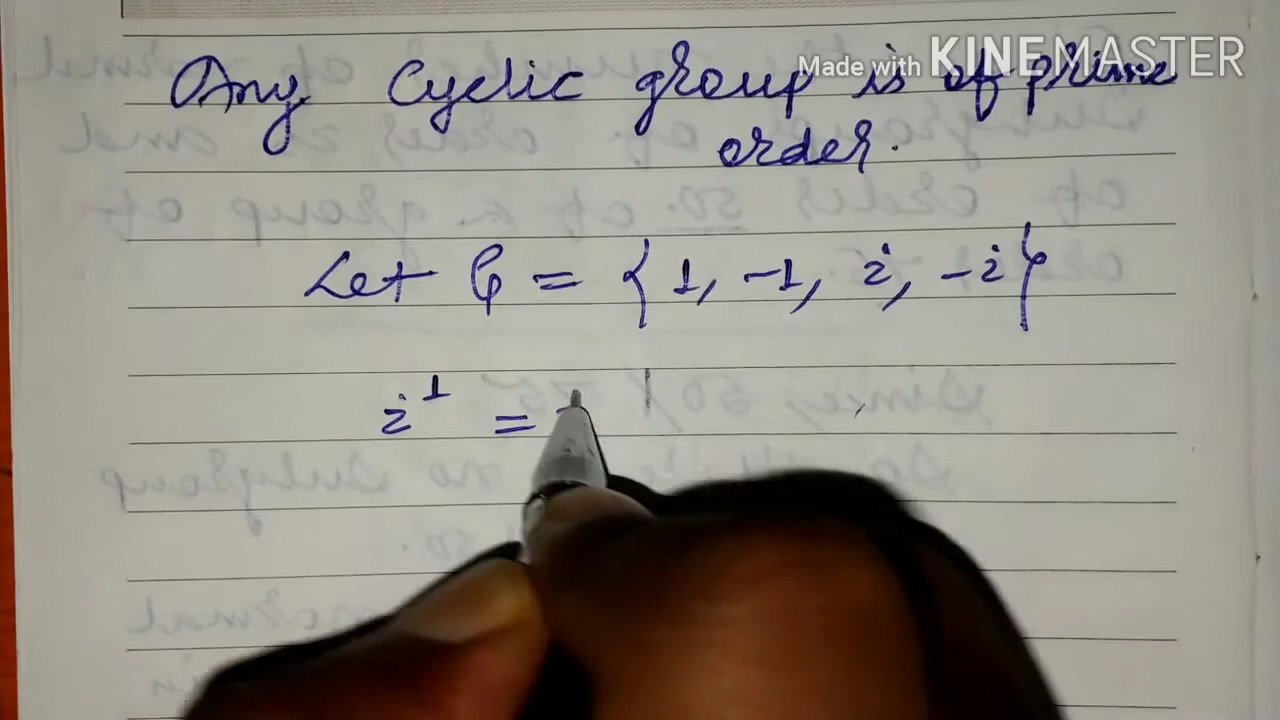 Any Cyclic group is of prime
order.
Made with KINEMASTER
Let G = {1, -1, i, -i}
i¹ =